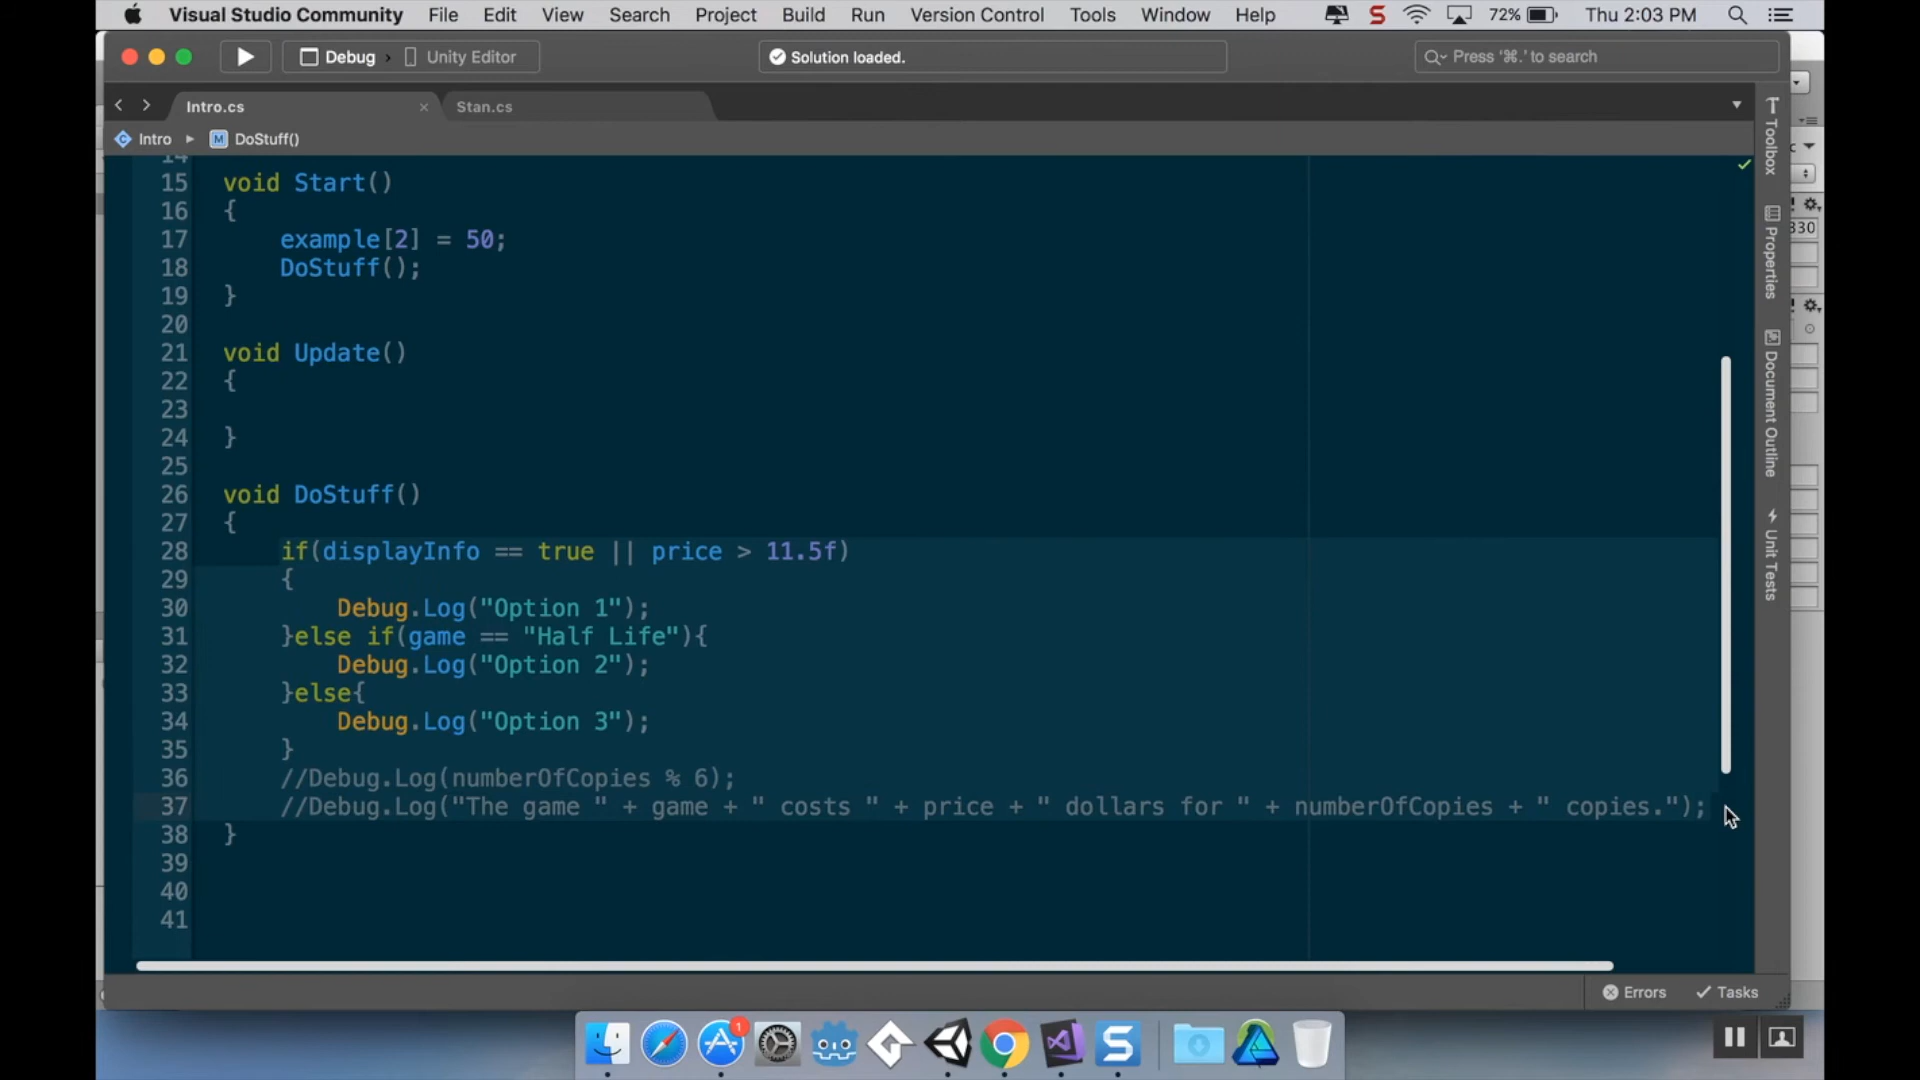 Visual Studio Community File Edit View Search Project Build Run Version Control Tools Window Help S 72% Thu 2:03 PM
Debug › Unity Editor
Solution loaded.
Press '⌘.' to search
Intro.cs ×
Stan.cs
Intro ▸ M DoStuff()
14
15 void Start()
16 {
17 example[2] = 50;
18 DoStuff();
19 }
20
21 void Update()
22 {
23
24 }
25
26 void DoStuff()
27 {
28 if(displayInfo == true || price > 11.5f)
29 {
30 Debug.Log("Option 1");
31 }else if(game == "Half Life"){
32 Debug.Log("Option 2");
33 }else{
34 Debug.Log("Option 3");
35 }
36 //Debug.Log(numberOfCopies % 6);
37 //Debug.Log("The game " + game + " costs " + price + " dollars for " + numberOfCopies + " copies.");
38 }
39
40
41
Toolbox
Properties
Document Outline
Unit Tests
330
Errors
Tasks
1
S